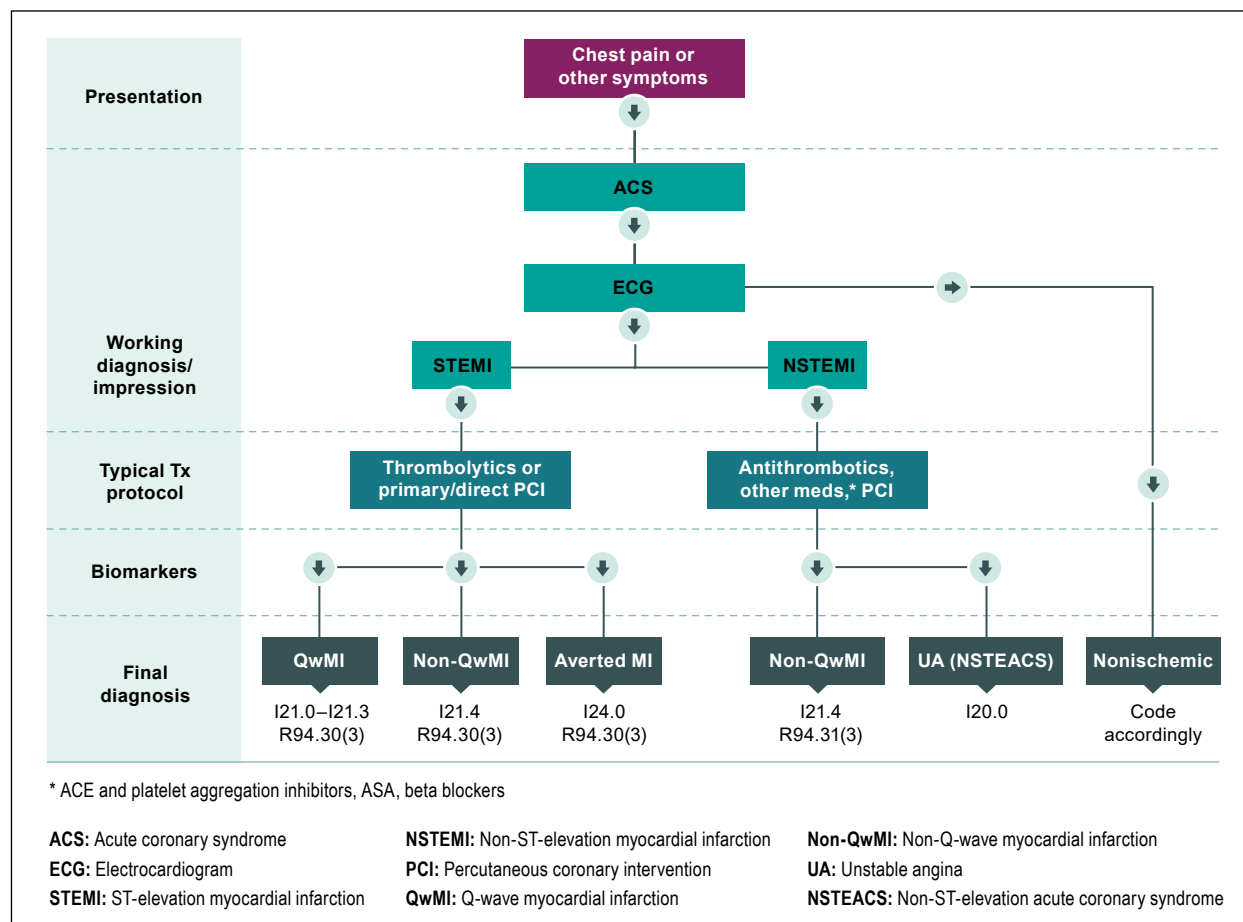 Presentation
Chest pain or
other symptoms
ACS
ECG
Working
diagnosis/
impression
STEMI
NSTEMI
Typical Tx
protocol
Thrombolytics or
primary/direct PCI
Antithrombotics,
other meds,* PCI
Biomarkers
Final
diagnosis
QwMI
Non-QwMI
Averted MI
Non-QwMI
UA (NSTEACS)
Nonischemic
I21.0–I21.3
R94.30(3)
I21.4
R94.30(3)
I24.0
R94.30(3)
I21.4
R94.31(3)
I20.0
Code
accordingly
* ACE and platelet aggregation inhibitors, ASA, beta blockers
ACS: Acute coronary syndrome
ECG: Electrocardiogram
STEMI: ST-elevation myocardial infarction
NSTEMI: Non-ST-elevation myocardial infarction
PCI: Percutaneous coronary intervention
QwMI: Q-wave myocardial infarction
Non-QwMI: Non-Q-wave myocardial infarction
UA: Unstable angina
NSTEACS: Non-ST-elevation acute coronary syndrome